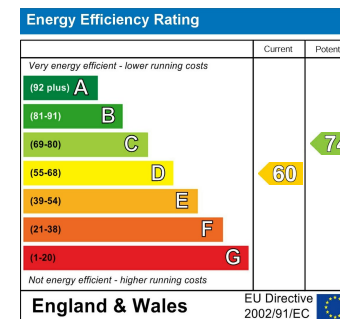 Energy Efficiency Rating
Current Potent
Very energy efficient - lower running costs
(92 plus) A
(81-91) B
(69-80) C
74
(55-68) D
60
(39-54) E
(21-38) F
(1-20) G
Not energy efficient - higher running costs
England & Wales
EU Directive
2002/91/EC